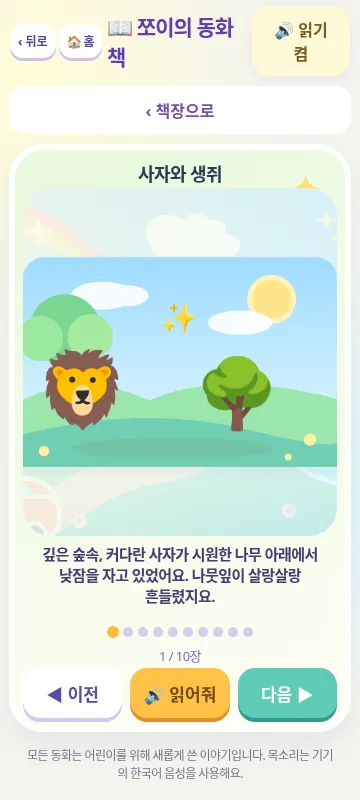 ‹ 뒤로
🏠 홈
📖 쪼이의 동화
책
🔊 읽기
켬
‹ 책장으로
사자와 생쥐
깊은 숲속, 커다란 사자가 시원한 나무 아래에서
낮잠을 자고 있었어요. 나뭇잎이 살랑살랑
흔들렸지요.
1 / 10장
◀ 이전
🔊 읽어줘
다음 ▶
모든 동화는 어린이를 위해 새롭게 쓴 이야기입니다. 목소리는 기기
의 한국어 음성을 사용해요.